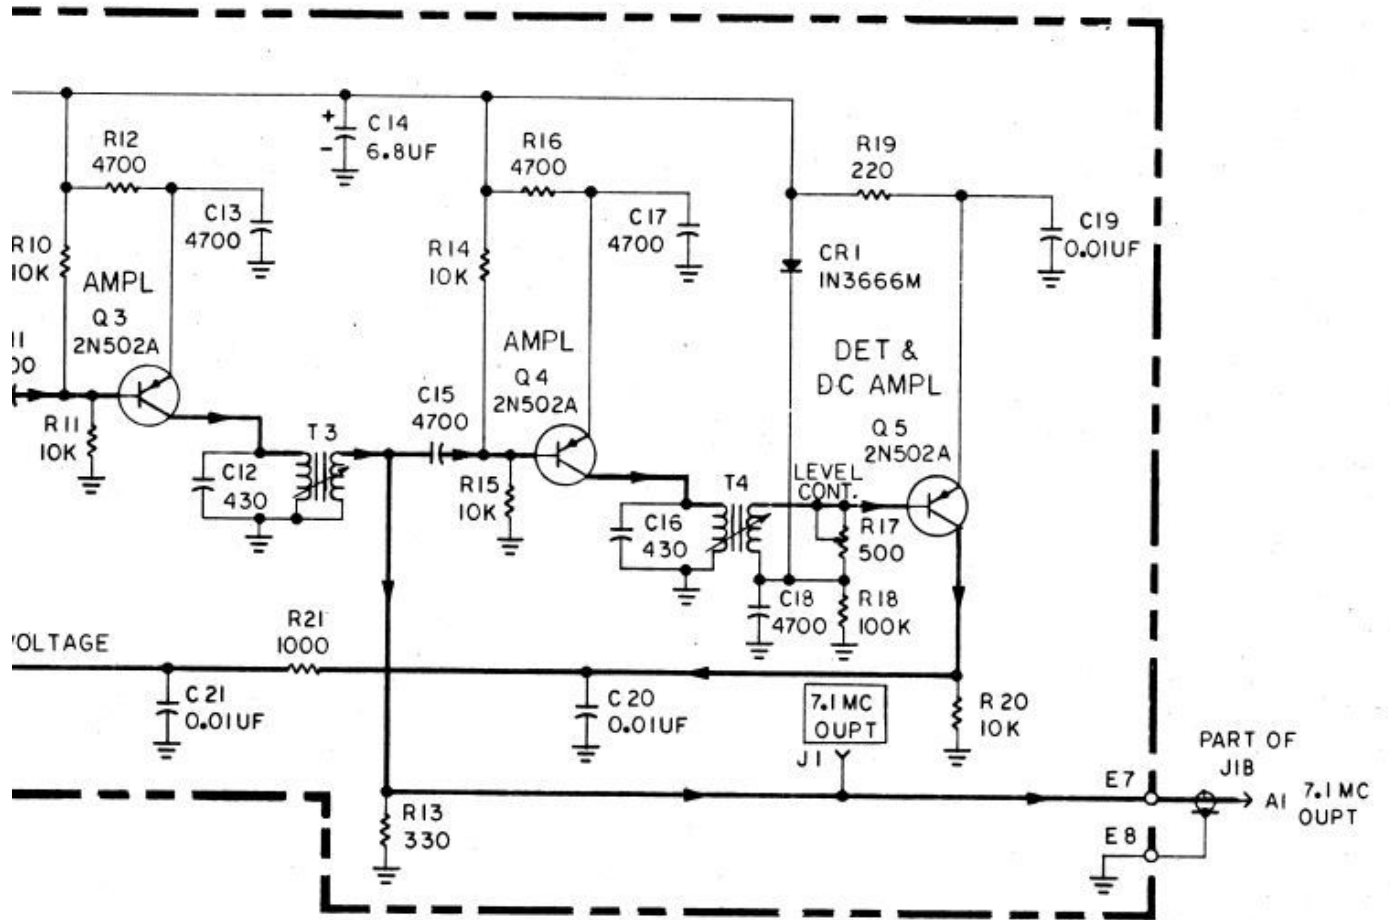 R12
4700
C14
6.8UF
+
-
R16
4700
R19
220
C13
4700
C17
4700
C19
0.01UF
R10
10K
R14
10K
CR1
IN3666M
AMPL
Q3
2N502A
AMPL
Q4
2N502A
DET &
DC AMPL
Q5
2N502A
R11
10K
C15
4700
T3
C12
430
R15
10K
T4
LEVEL
CONT.
C16
430
R17
500
C18
4700
R18
100K
R21
1000
VOLTAGE
C21
0.01UF
C20
0.01UF
7.1MC
OUPT
J1
R20
10K
PART OF
J1B
E7
A1
7.1MC
OUPT
R13
330
E8